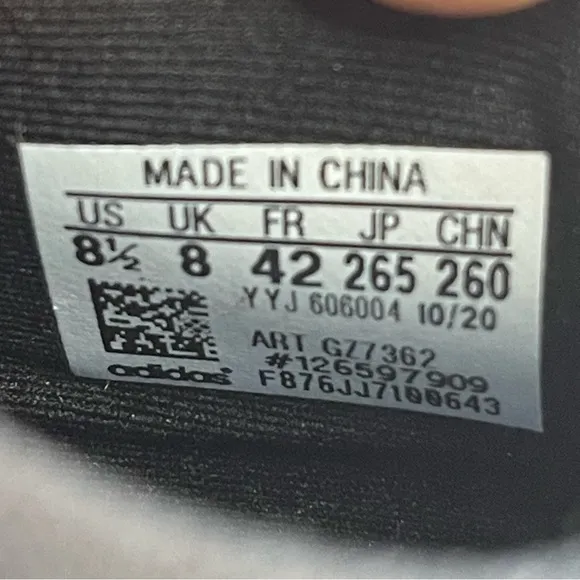 MADE IN CHINA
US UK FR JP CHN
8½ 8 42 265 260
YYJ 606004 10/20
ART GZ7362
#126597909
adidas F876JJ7100643